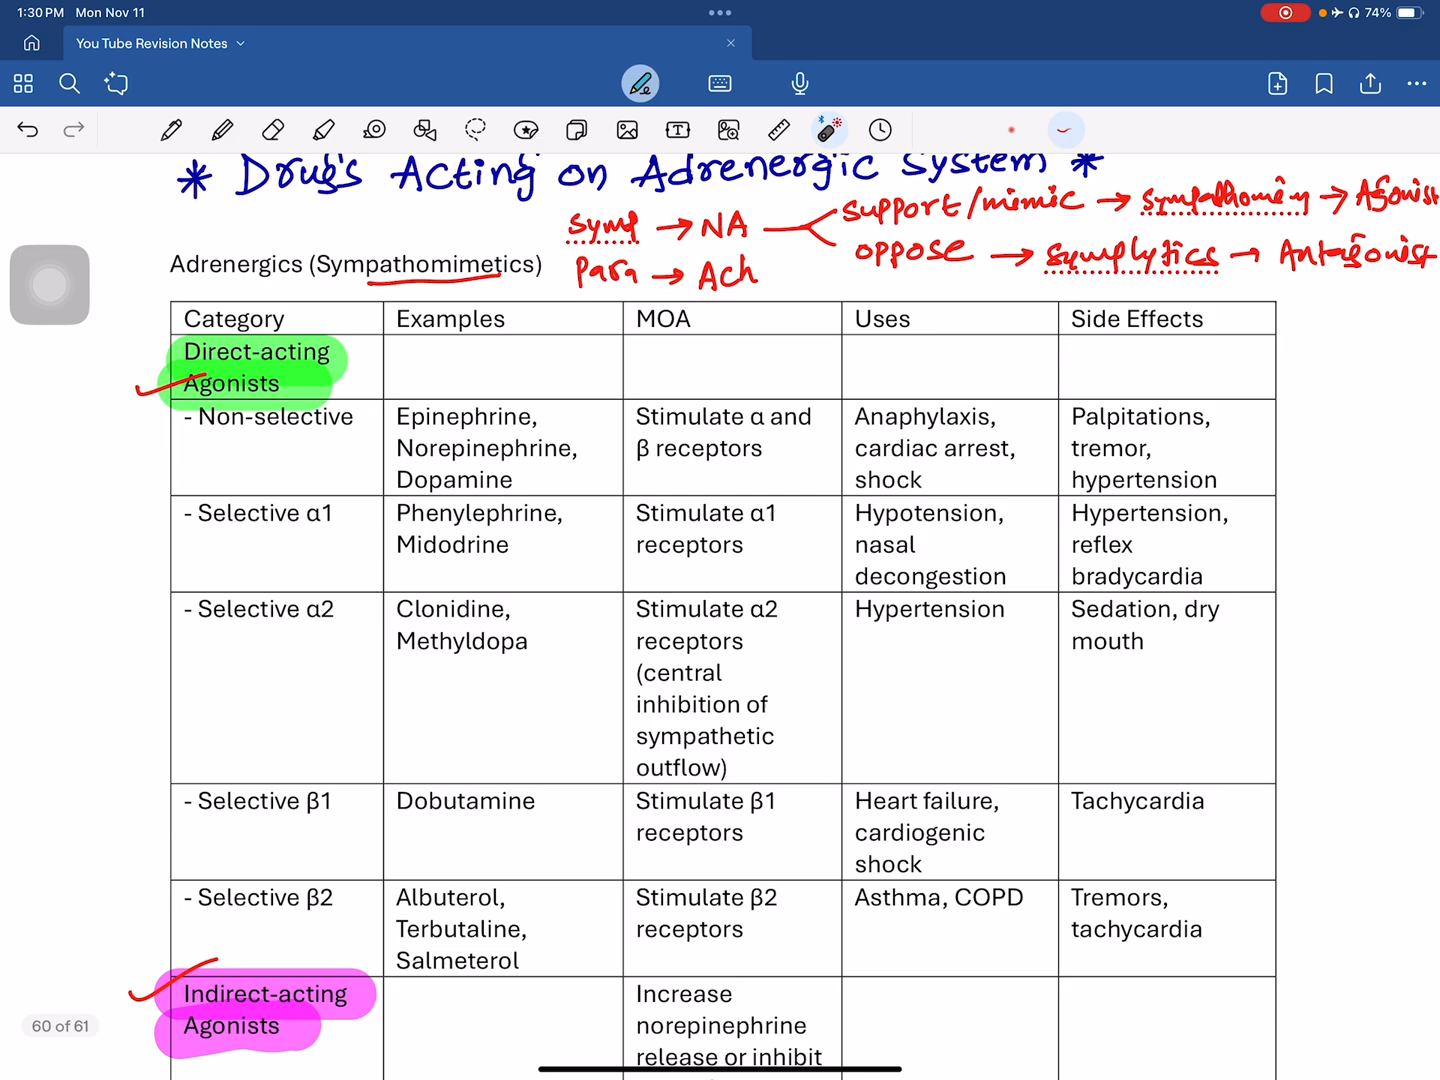 1:30 PM Mon Nov 11
74%
You Tube Revision Notes
* Drug's Acting on Adrenergic System *
Symp → NA
support/mimic → → Agonist
oppose → Symplytics → Antagonist
Para → Ach
Adrenergics (Sympathomimetics)
Category Examples MOA Uses Side Effects
Direct-acting
Agonists
- Non-selective Epinephrine, Stimulate α and Anaphylaxis, Palpitations,
Norepinephrine, β receptors cardiac arrest, tremor,
Dopamine shock hypertension
- Selective α1 Phenylephrine, Stimulate α1 Hypotension, Hypertension,
Midodrine receptors nasal reflex
decongestion bradycardia
- Selective α2 Clonidine, Stimulate α2 Hypertension Sedation, dry
Methyldopa receptors mouth
(central
inhibition of
sympathetic
outflow)
- Selective β1 Dobutamine Stimulate β1 Heart failure, Tachycardia
receptors cardiogenic
shock
- Selective β2 Albuterol, Stimulate β2 Asthma, COPD Tremors,
Terbutaline, receptors tachycardia
Salmeterol
Indirect-acting Increase
Agonists norepinephrine
release or inhibit
60 of 61